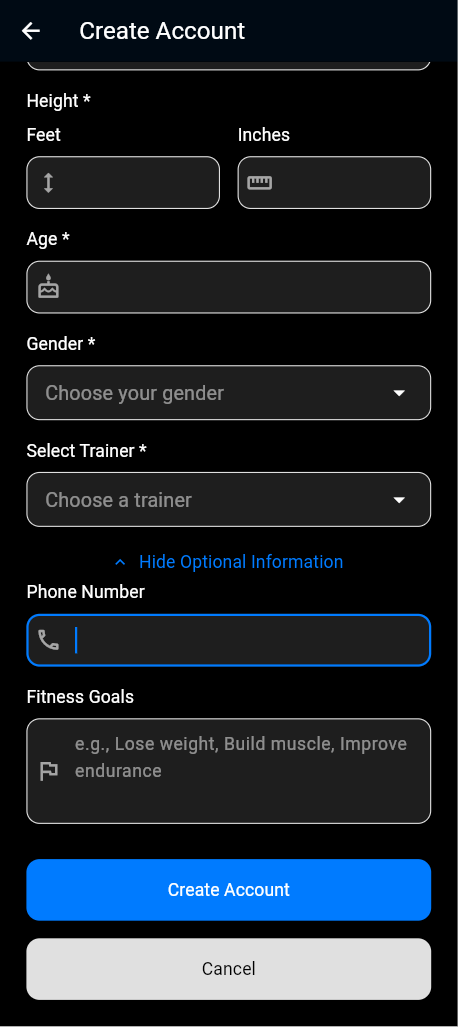 Create Account
Height *
Feet
Inches
Age *
Gender *
Choose your gender
Select Trainer *
Choose a trainer
Hide Optional Information
Phone Number
Fitness Goals
e.g., Lose weight, Build muscle, Improve
endurance
Create Account
Cancel